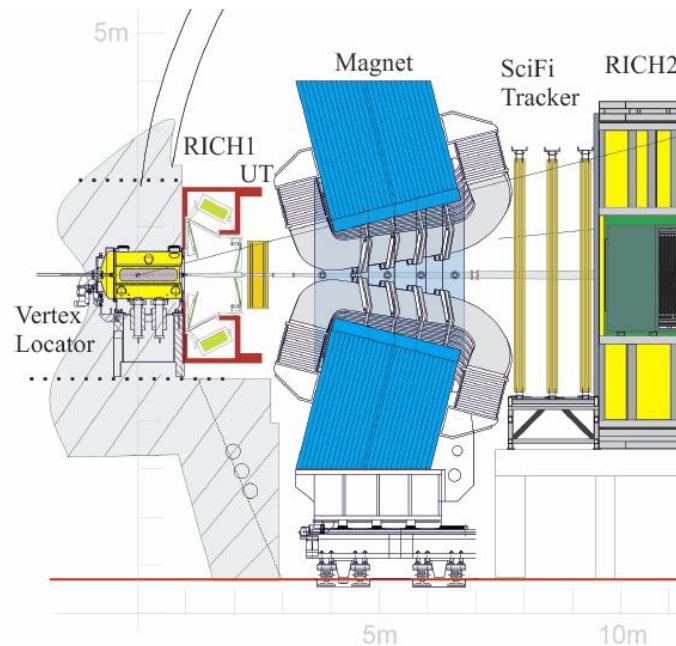 5m
Magnet
SciFi
Tracker
RICH2
RICH1
UT
Vertex
Locator
5m
10m